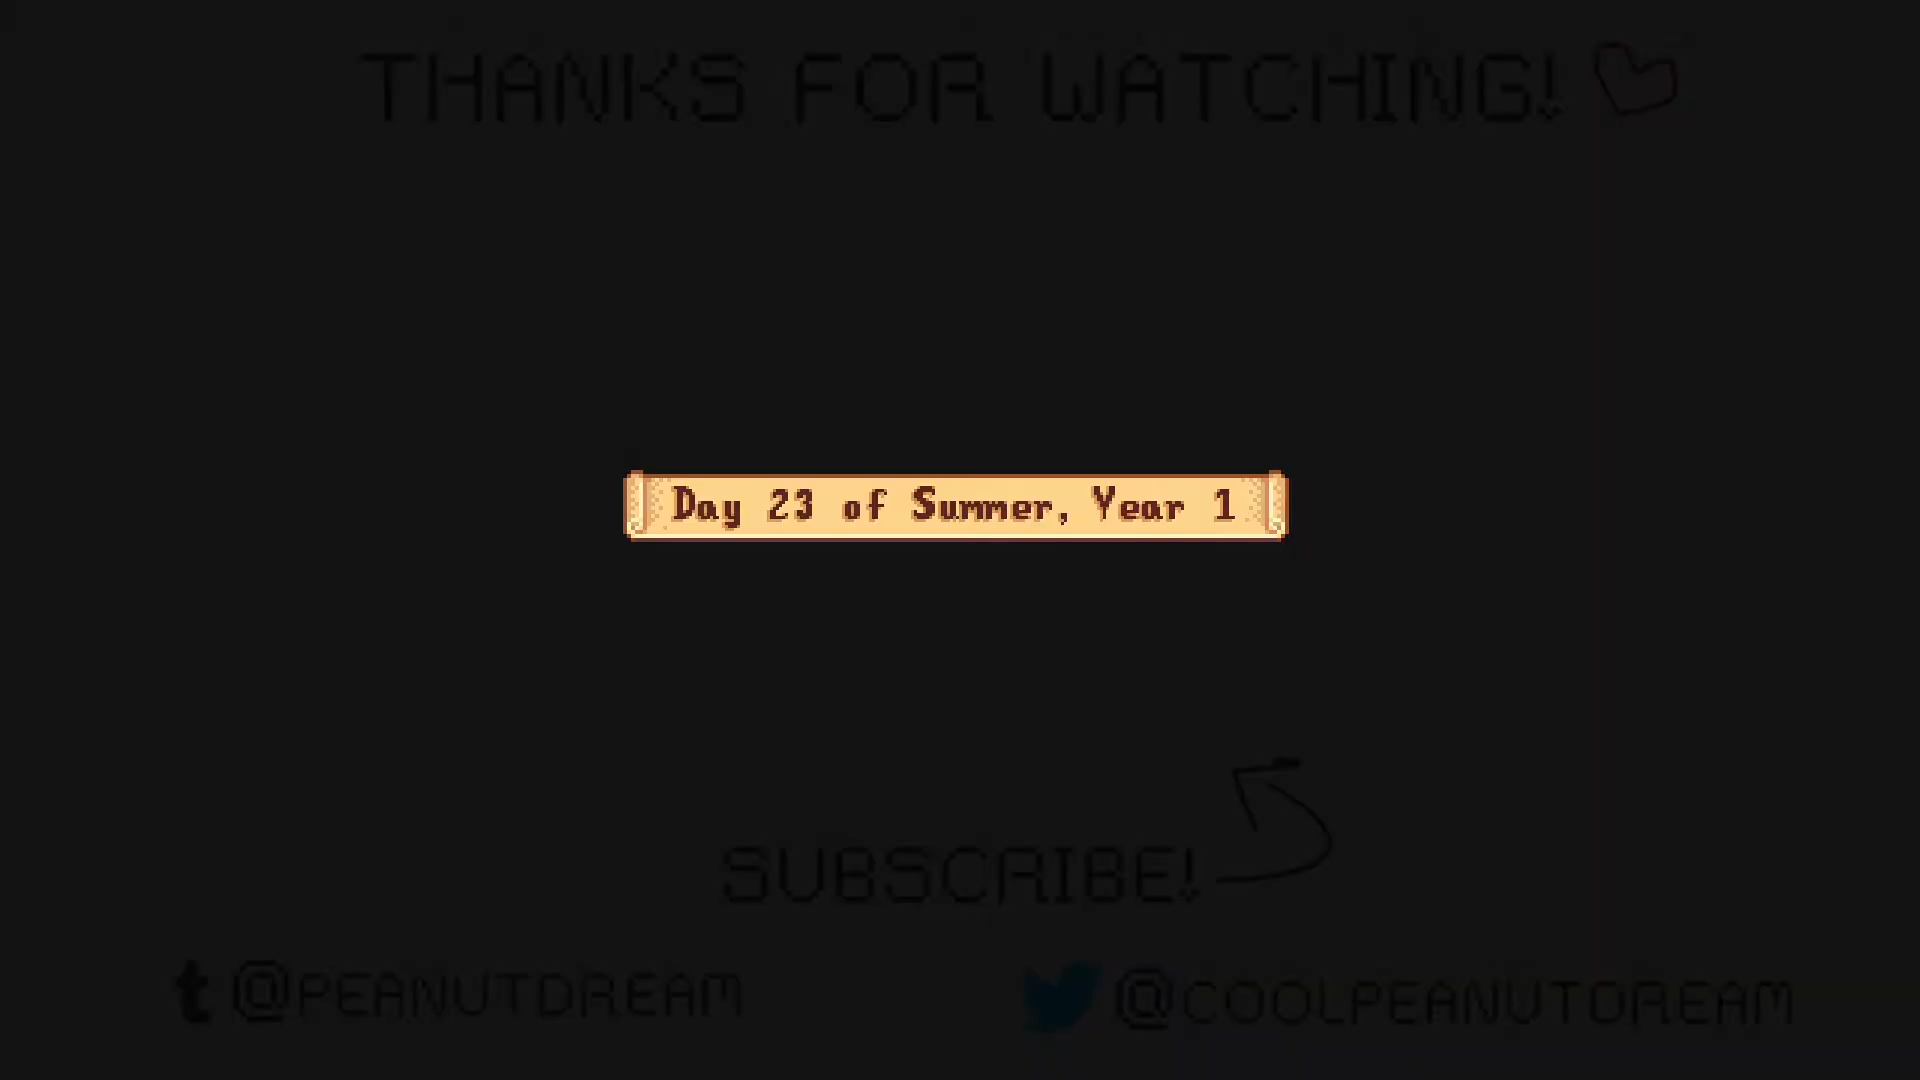 THANKS FOR WATCHING!
Day 23 of Summer, Year 1
SUBSCRIBE!
t @PEANUTDREAM
@COOLPEANUTDREAM